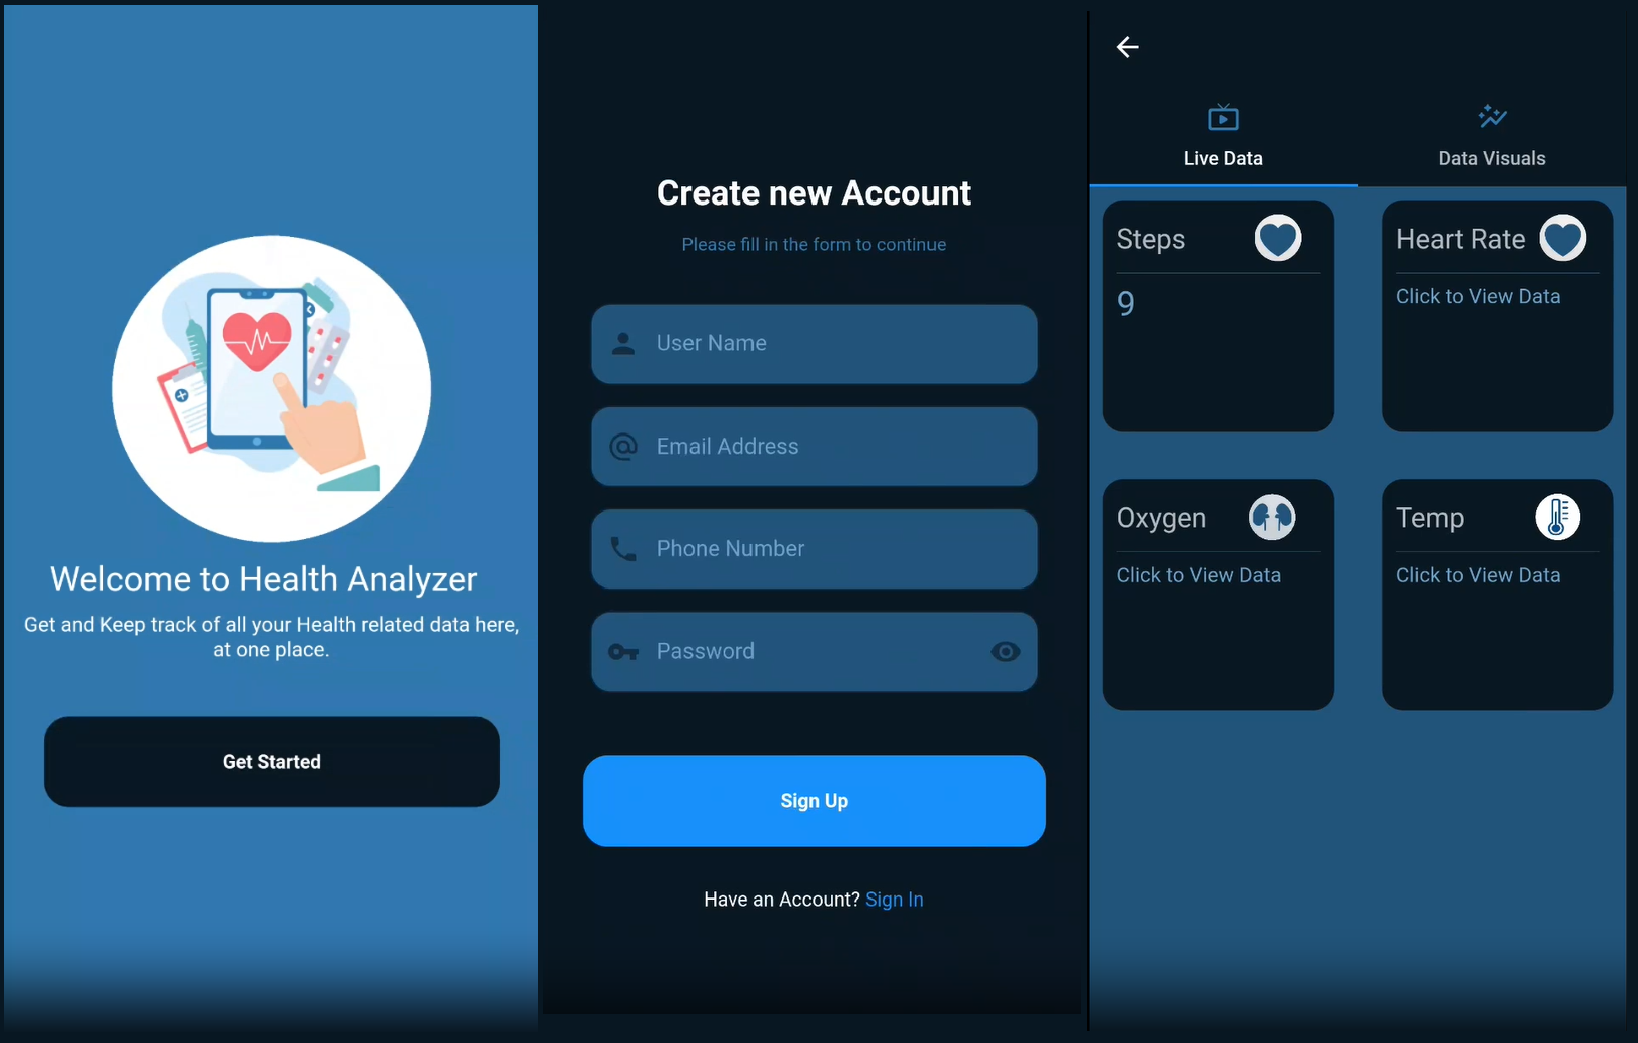 Welcome to Health Analyzer
Get and Keep track of all your Health related data here,
at one place.
Get Started
Create new Account
Please fill in the form to continue
User Name
Email Address
Phone Number
Password
Sign Up
Have an Account? Sign In
Live Data
Data Visuals
Steps
9
Heart Rate
Click to View Data
Oxygen
Click to View Data
Temp
Click to View Data